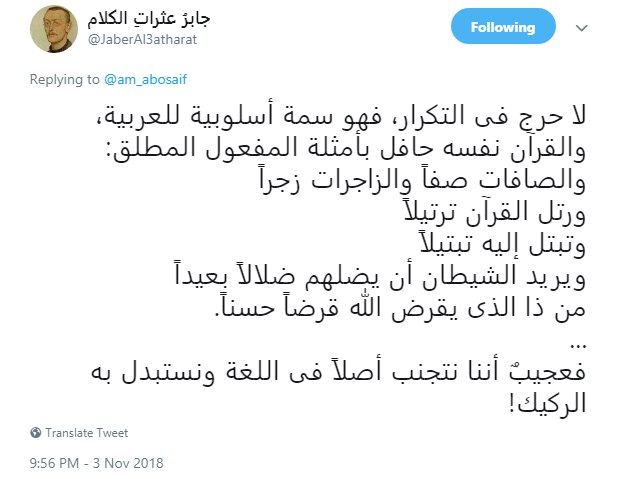 جابرُ عثراتِ الكلام
@JaberAl3atharat
Following
Replying to @am_abosaif
لا حرج فى التكرار، فهو سمة أسلوبية للعربية،
والقرآن نفسه حافل بأمثلة المفعول المطلق:
والصافات صفاً والزاجرات زجراً
ورتل القرآن ترتيلاً
وتبتل إليه تبتيلاً
ويريد الشيطان أن يضلهم ضلالاً بعيداً
من ذا الذى يقرض الله قرضاً حسناً.
...
فعجيبٌ أننا نتجنب أصلاً فى اللغة ونستبدل به
الركيك!
Translate Tweet
9:56 PM - 3 Nov 2018